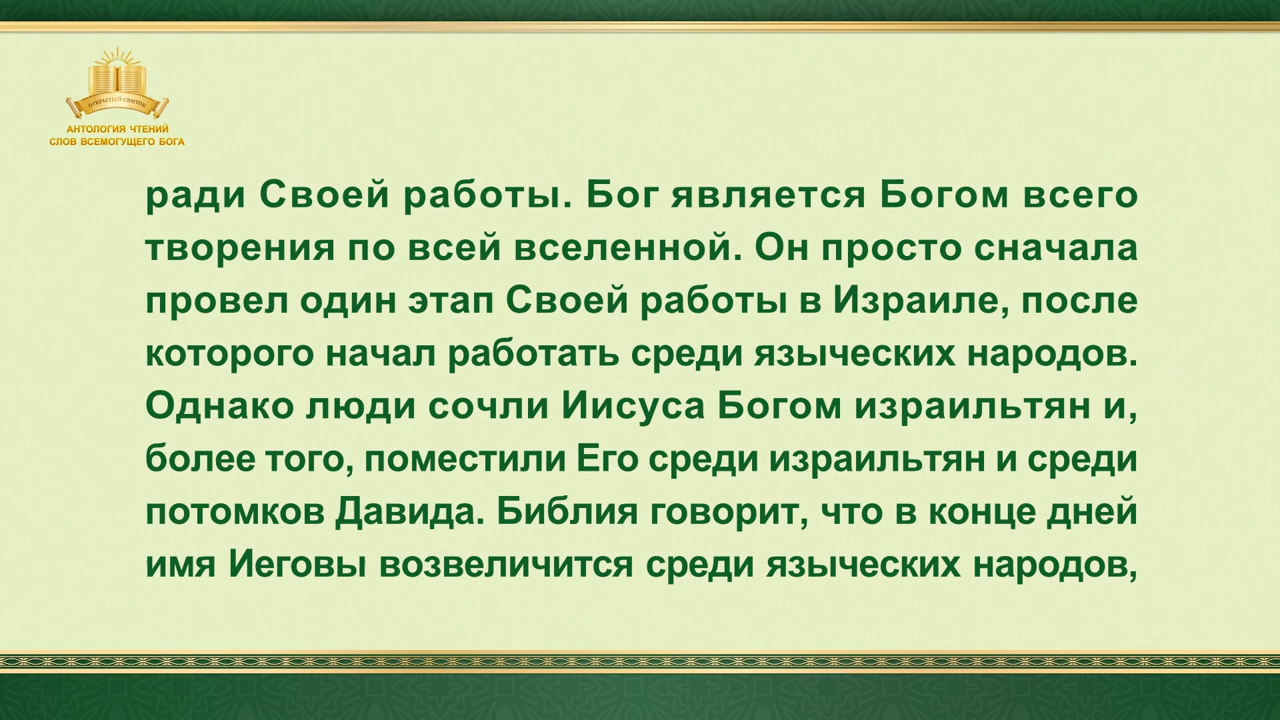 ОТКРЫТЫЙ СВИТОК
АНТОЛОГИЯ ЧТЕНИЙ
СЛОВ ВСЕМОГУЩЕГО БОГА
ради Своей работы. Бог является Богом всего
творения по всей вселенной. Он просто сначала
провел один этап Своей работы в Израиле, после
которого начал работать среди языческих народов.
Однако люди сочли Иисуса Богом израильтян и,
более того, поместили Его среди израильтян и среди
потомков Давида. Библия говорит, что в конце дней
имя Иеговы возвеличится среди языческих народов,